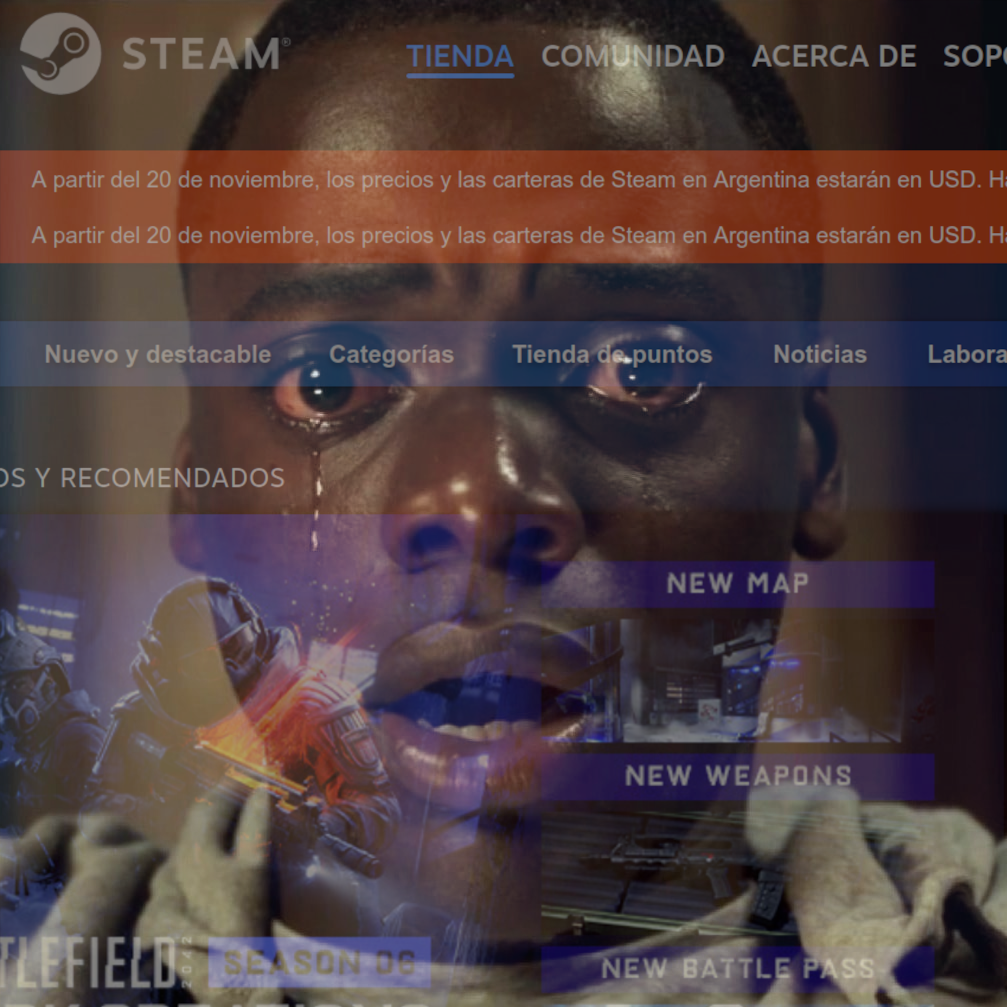 STEAM®
TIENDA COMUNIDAD ACERCA DE SOPO
A partir del 20 de noviembre, los precios y las carteras de Steam en Argentina estarán en USD. Ha
A partir del 20 de noviembre, los precios y las carteras de Steam en Argentina estarán en USD. Ha
Nuevo y destacable Categorías Tienda de puntos Noticias Labora
OS Y RECOMENDADOS
NEW MAP
NEW WEAPONS
TLEFIELD 2042 SEASON 06
NEW BATTLE PASS